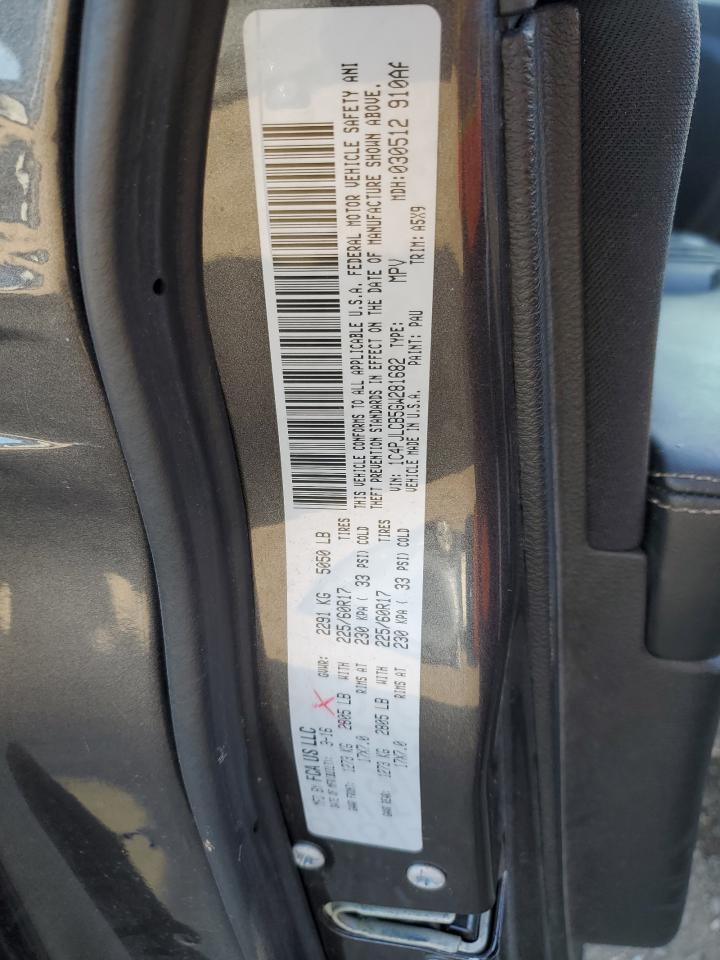 MFD BY: FCA US LLC
DATE OF MFR: 3-16 GVWR: 2291 KG 5050 LB
GAWR FRONT: 1273 KG 2805 LB WITH 225/60R17 TIRES
17X7.0 RIMS AT 230 KPA ( 33 PSI) COLD
GAWR REAR: 1273 KG 2805 LB WITH 225/60R17 TIRES
17X7.0 RIMS AT 230 KPA ( 33 PSI) COLD
THIS VEHICLE CONFORMS TO ALL APPLICABLE U.S.A. FEDERAL MOTOR VEHICLE SAFETY AND
THEFT PREVENTION STANDARDS IN EFFECT ON THE DATE OF MANUFACTURE SHOWN ABOVE.
VIN: 1C4PJLCB5GW281682 TYPE: MPV MDH:030512 910AF
VEHICLE MADE IN U.S.A. PAINT: PAU TRIM: A5X9